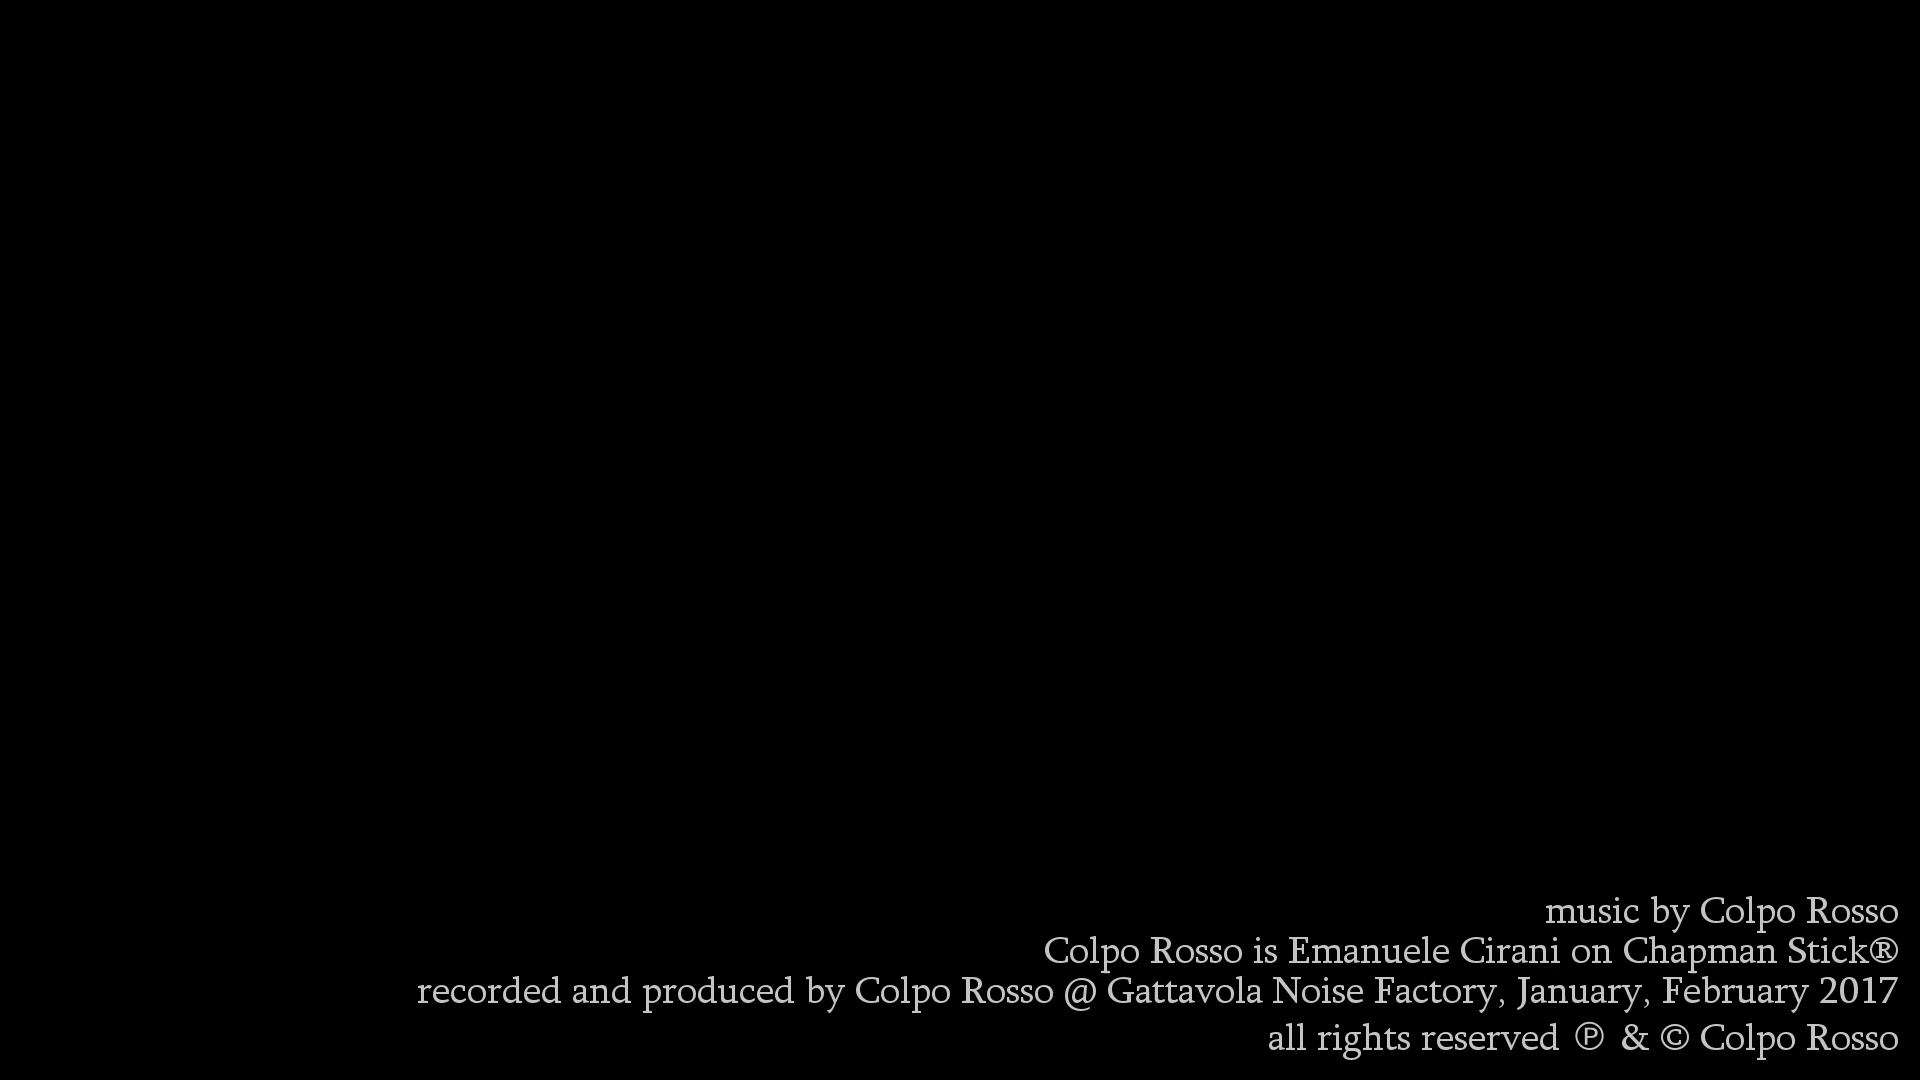 music by Colpo Rosso
Colpo Rosso is Emanuele Cirani on Chapman Stick®
recorded and produced by Colpo Rosso @ Gattavola Noise Factory, January, February 2017
all rights reserved ℗ & © Colpo Rosso